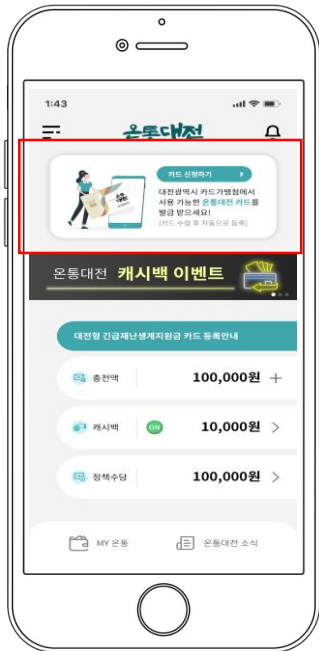 1:43
온통대전
카드 신청하기
대전광역시 카드가맹점에서
사용 가능한 온통대전 카드를
발급 받으세요!
(카드 수령 후 자동으로 등록)
온통대전 캐시백 이벤트
대전형 긴급재난생계지원금 카드 등록안내
충전액 100,000원
캐시백 ON 10,000원
정책수당 100,000원
MY 온통 온통대전 소식